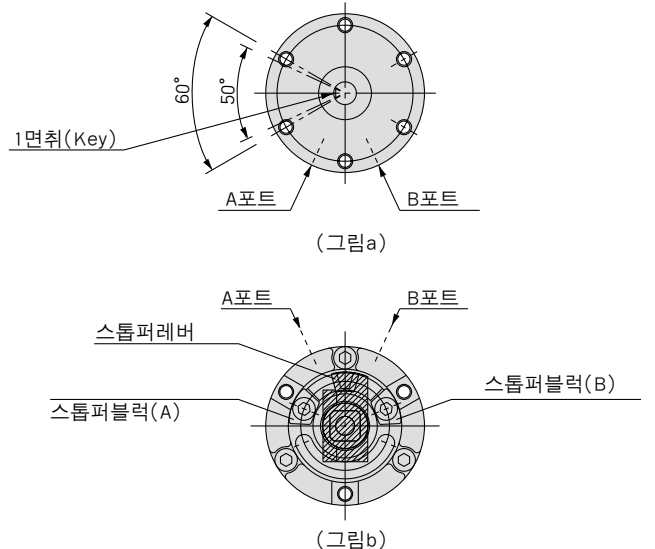 60°
50°
1면취(Key)
A포트
B포트
(그림a)
A포트
B포트
스톱퍼레버
스톱퍼블럭(B)
스톱퍼블럭(A)
(그림b)